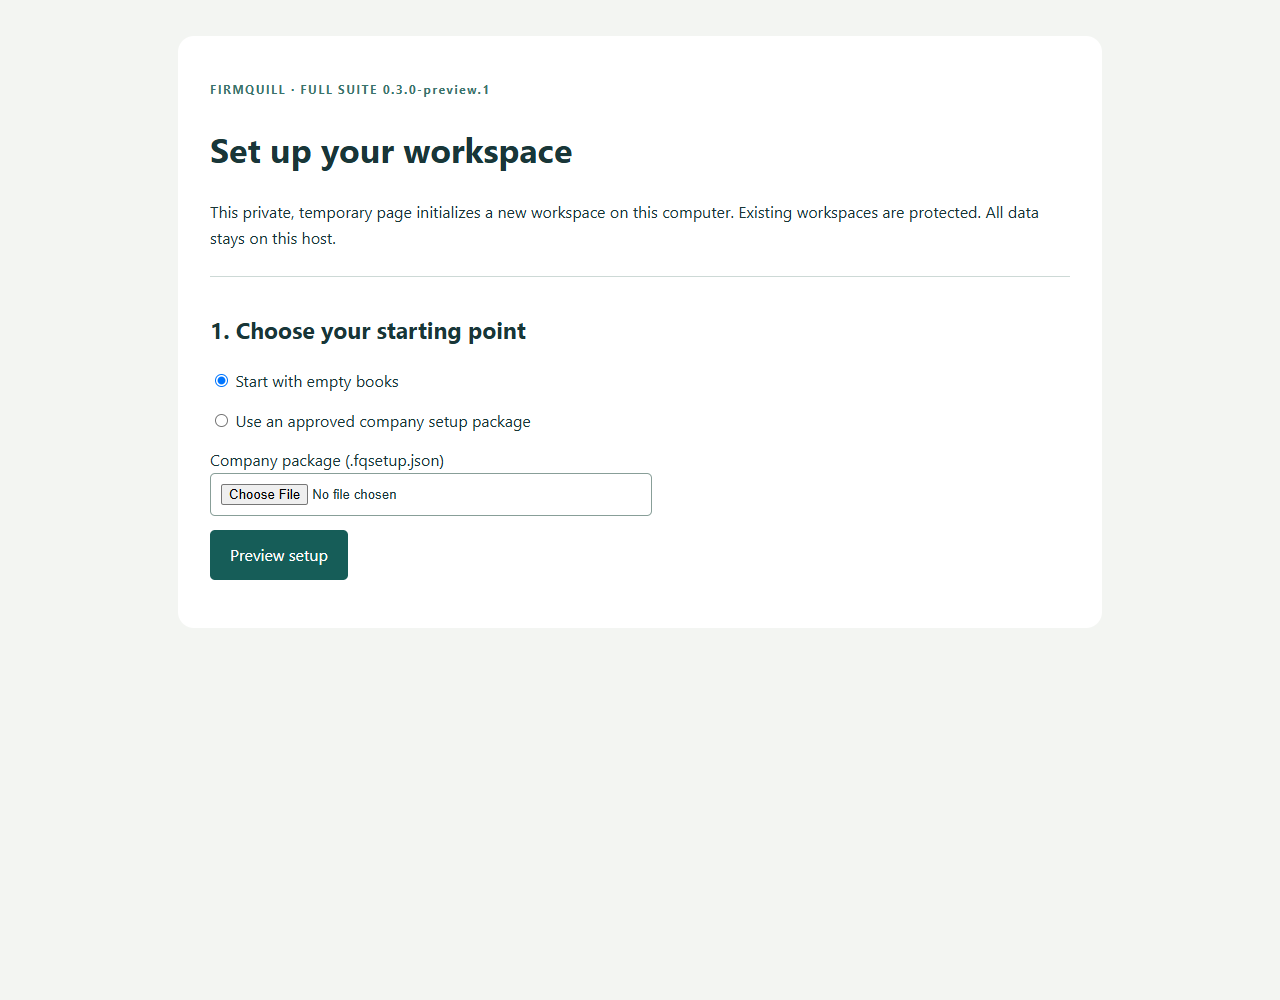 FIRMQUILL · FULL SUITE 0.3.0-preview.1
Set up your workspace
This private, temporary page initializes a new workspace on this computer. Existing workspaces are protected. All data
stays on this host.
1. Choose your starting point
Start with empty books
Use an approved company setup package
Company package (.fqsetup.json)
Choose File No file chosen
Preview setup